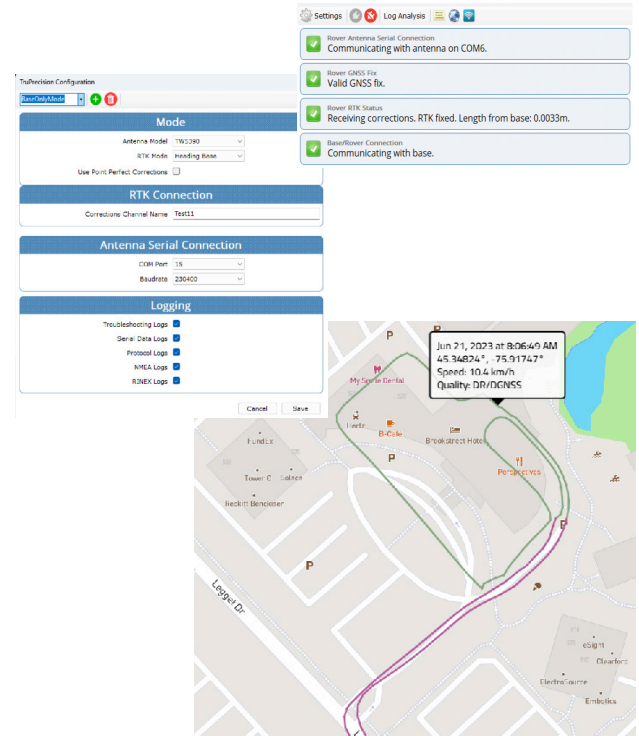 Settings
Log Analysis
Rover Antenna Serial Connection
Communicating with antenna on COM6.
Rover GNSS Fix
Valid GNSS fix.
Rover RTK Status
Receiving corrections. RTK fixed. Length from base: 0.0033m.
Base/Rover Connection
Communicating with base.
TruPrecision Configuration
BaseOnlyMode
Mode
Antenna Model TW5390
RTK Mode Heading Base
Use Point Perfect Corrections
RTK Connection
Corrections Channel Name Test11
Antenna Serial Connection
COM Port 15
Baudrate 230400
Logging
Troubleshooting Logs
Serial Data Logs
Protocol Logs
NMEA Logs
RINEX Logs
Cancel Save
Jun 21, 2023 at 8:06:49 AM
45.34824°, -75.91747°
Speed: 10.4 km/h
Quality: DR/DGNSS
P
P
My Smile Dental
Hertz
B-Cafe
Brookstreet Hotel
P
Perspectives
FundEx
Tower C
Solace
Reckitt Benckiser
P
P
Legget Dr
eSight
Clearford
ElectroSource
Embotics